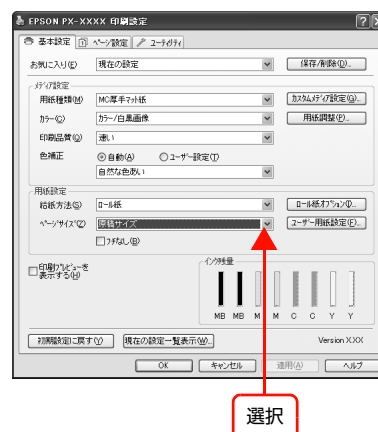 EPSON PX-XXXX 印刷設定
基本設定 ページ設定 ユーティリティ
お気に入り(E) 現在の設定 保存/削除(D)...
メディア設定
用紙種類(M) MC厚手マット紙 カスタムメディア設定(G)...
カラー(C) カラー/白黒画像 用紙調整(P)...
印刷品質(Q) 速い
色補正 自動(A) ユーザー設定(T)
自然な色あい
用紙設定
給紙方法(S) ロール紙 ロール紙オプション(I)...
ページサイズ(Z) 原稿サイズ ユーザー用紙設定(F)...
フチなし(B)
印刷プレビューを
表示する(H)
インク残量
MB MB M M C C Y Y
初期設定に戻す(Y) 現在の設定一覧表示(W)... Version X.XX
OK キャンセル 適用(A) ヘルプ
選択